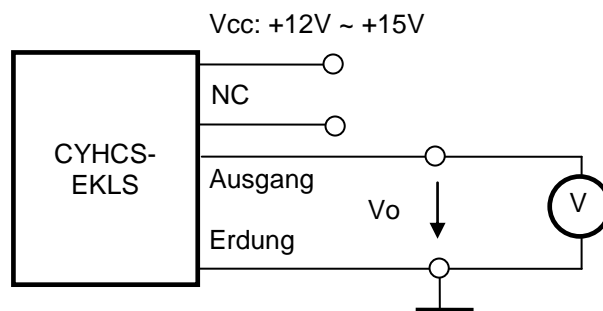 Vcc: +12V ~ +15V
NC
CYHCS-
EKLS
Ausgang
Vo
V
Erdung